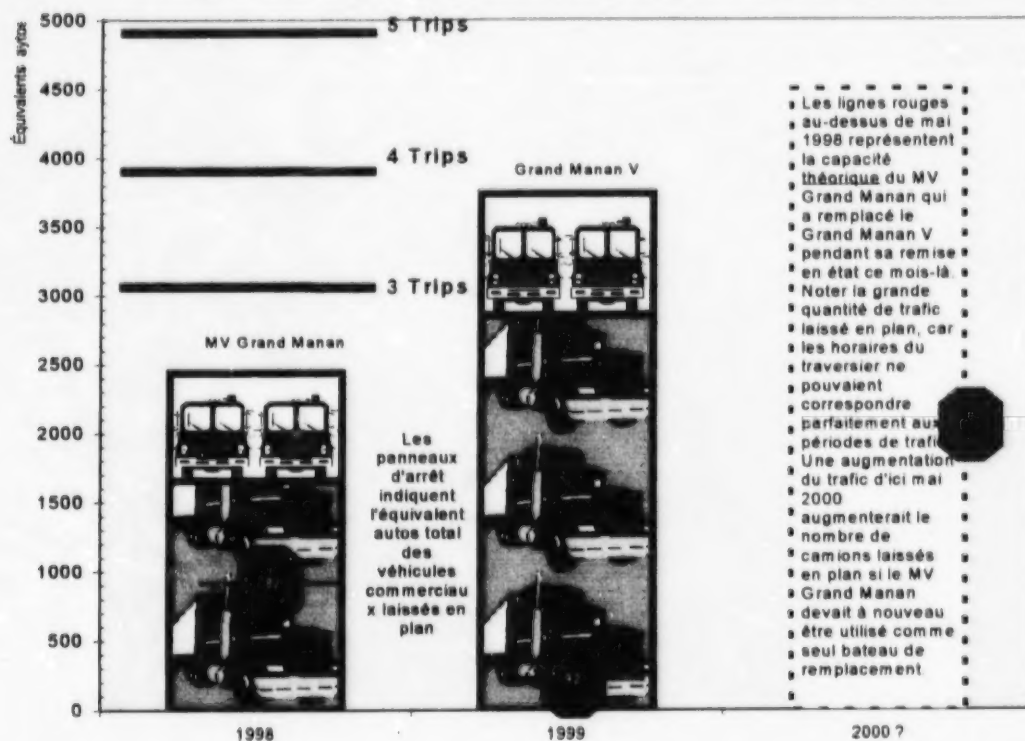 Équivalents autos
5000
4500
4000
3500
3000
2500
2000
1500
1000
500
0
5 Trips
4 Trips
3 Trips
MV Grand Manan
Grand Manan V
Les
panneaux
d'arrêt
indiquent
l'équivalent
autos total
des
véhicules
commerciau
x laissés en
plan
Les lignes rouges
au-dessus de mai
1998 représentent
la capacité
théorique du MV
Grand Manan qui
a remplacé le
Grand Manan V
pendant sa remise
en état ce mois-là.
Noter la grande
quantité de trafic
laissé en plan, car
les horaires du
traversier ne
pouvaient
correspondre
parfaitement aux
périodes de trafic
Une augmentation
du trafic d'ici mai
2000
augmenterait le
nombre de
camions laissés
en plan si le MV
Grand Manan
devait à nouveau
être utilisé comme
seul bateau de
remplacement.
1998
1999
2000 ?